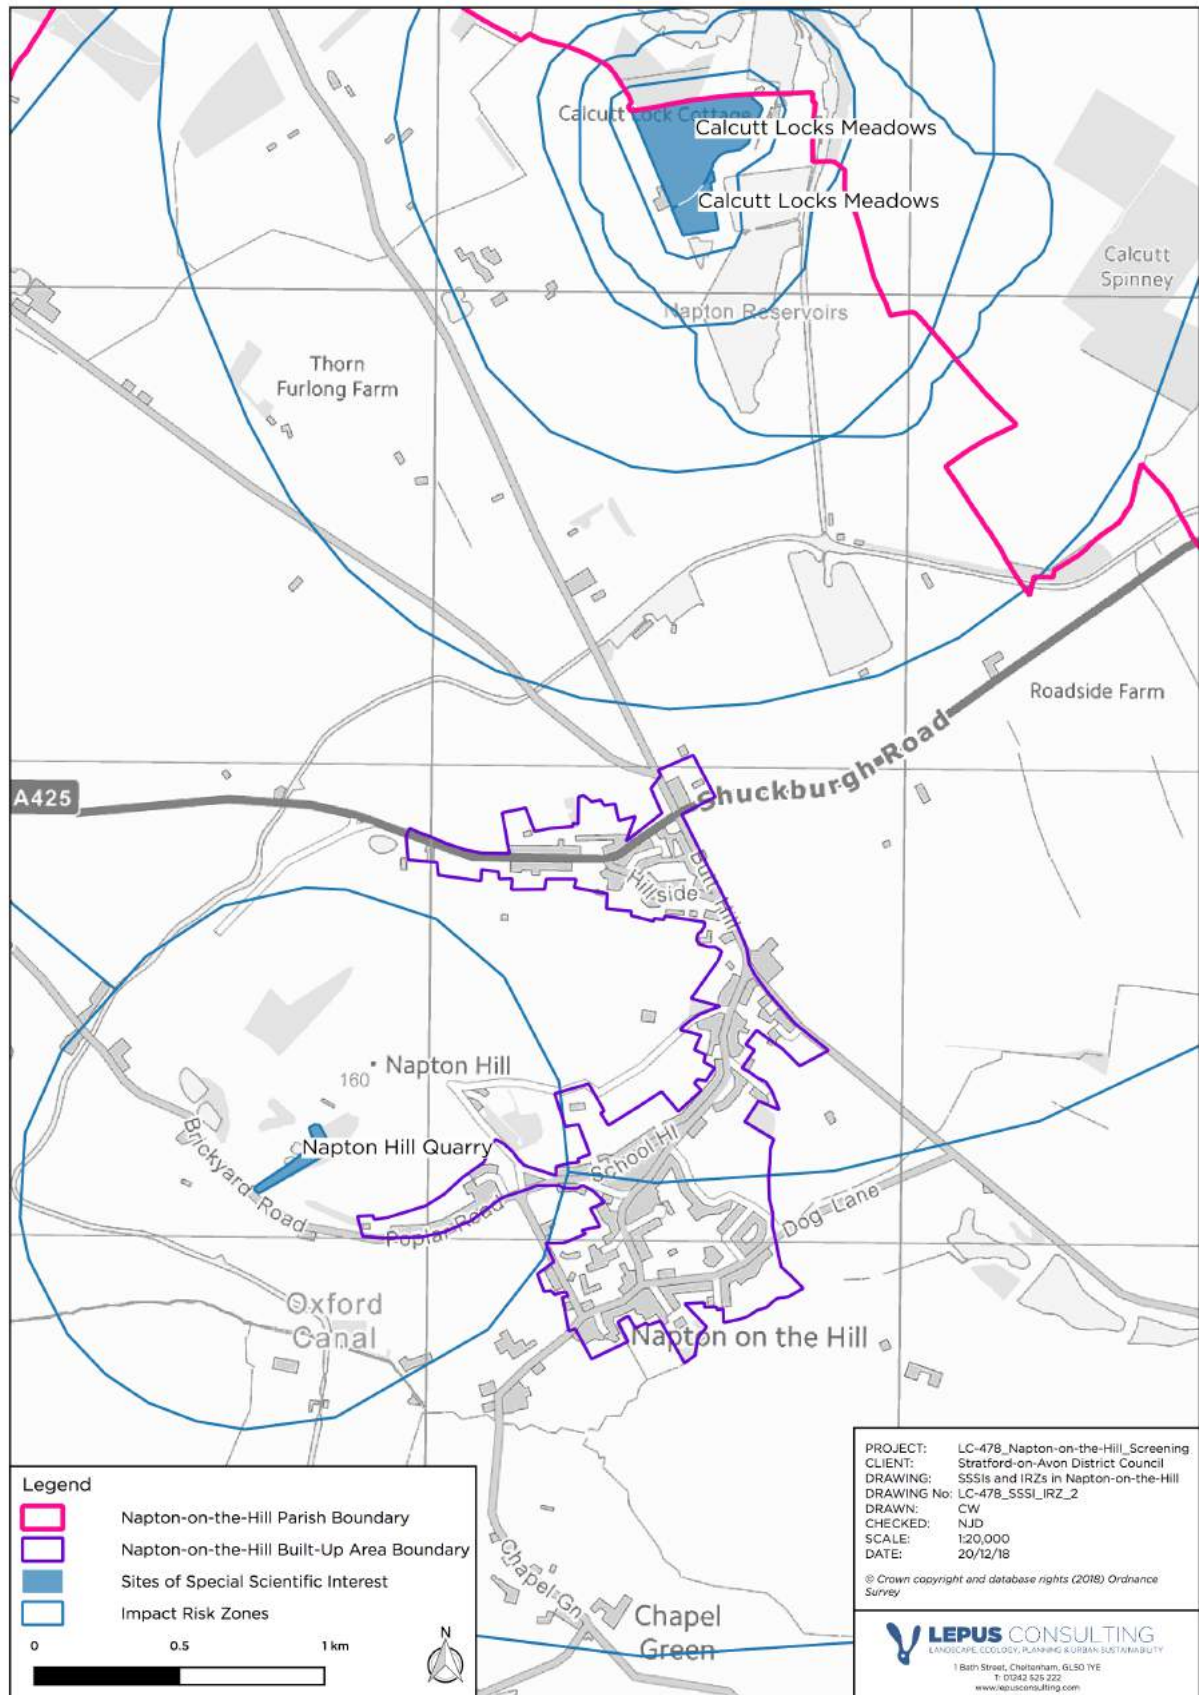 Calcutt Lock Cottage
Calcutt Locks Meadows
Calcutt Locks Meadows
Calcutt
Spinney
Napton Reservoirs
Thorn
Furlong Farm
Roadside Farm
Shuckburgh Road
A425
Hillside
Butt Hill
Napton Hill
160
Napton Hill Quarry
Brickyard Road
School Hl
Poplar Road
Dog Lane
Oxford
Canal
Napton on the Hill
Chapel Gn
Chapel
Green
Legend
Napton-on-the-Hill Parish Boundary
Napton-on-the-Hill Built-Up Area Boundary
Sites of Special Scientific Interest
Impact Risk Zones
0 0.5 1 km
N
PROJECT: LC-478_Napton-on-the-Hill_Screening
CLIENT: Stratford-on-Avon District Council
DRAWING: SSSIs and IRZs in Napton-on-the-Hill
DRAWING No: LC-478_SSSI_IRZ_2
DRAWN: CW
CHECKED: NJD
SCALE: 1:20,000
DATE: 20/12/18
© Crown copyright and database rights (2018) Ordnance
Survey
LEPUS CONSULTING
LANDSCAPE, ECOLOGY, PLANNING & URBAN SUSTAINABILITY
1 Bath Street, Cheltenham, GL50 1YE
T: 01242 525 222
www.lepusconsulting.com